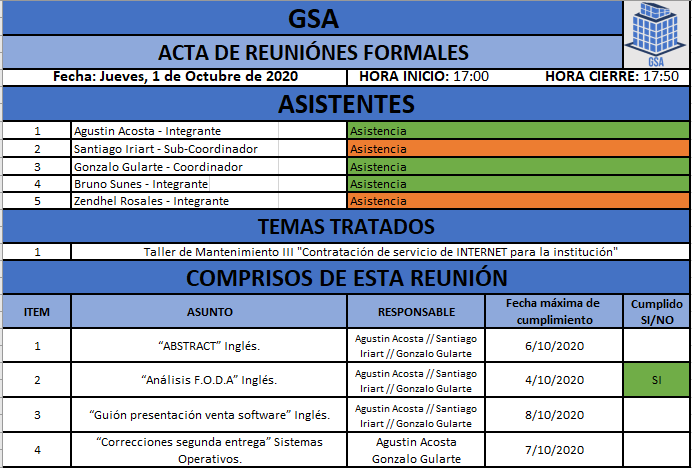 GSA
ACTA DE REUNIÓNES FORMALES
GSA
Fecha: Jueves, 1 de Octubre de 2020 HORA INICIO: 17:00 HORA CIERRE: 17:50
ASISTENTES
1 Agustin Acosta - Integrante Asistencia
2 Santiago Iriart - Sub-Coordinador Asistencia
3 Gonzalo Gularte - Coordinador Asistencia
4 Bruno Sunes - Integrante Asistencia
5 Zendhel Rosales - Integrante Asistencia
TEMAS TRATADOS
1 Taller de Mantenimiento III "Contratación de servicio de INTERNET para la institución"
COMPRISOS DE ESTA REUNIÓN
ITEM ASUNTO RESPONSABLE Fecha máxima de
cumplimiento Cumplido
SI/NO
1 “ABSTRACT” Inglés. Agustin Acosta // Santiago
Iriart // Gonzalo Gularte 6/10/2020
2 “Análisis F.O.D.A” Inglés. Agustin Acosta // Santiago
Iriart // Gonzalo Gularte 4/10/2020 SI
3 “Guión presentación venta software” Inglés. Agustin Acosta // Santiago
Iriart // Gonzalo Gularte 8/10/2020
4 “Correcciones segunda entrega” Sistemas
Operativos. Agustin Acosta
Gonzalo Gularte 7/10/2020